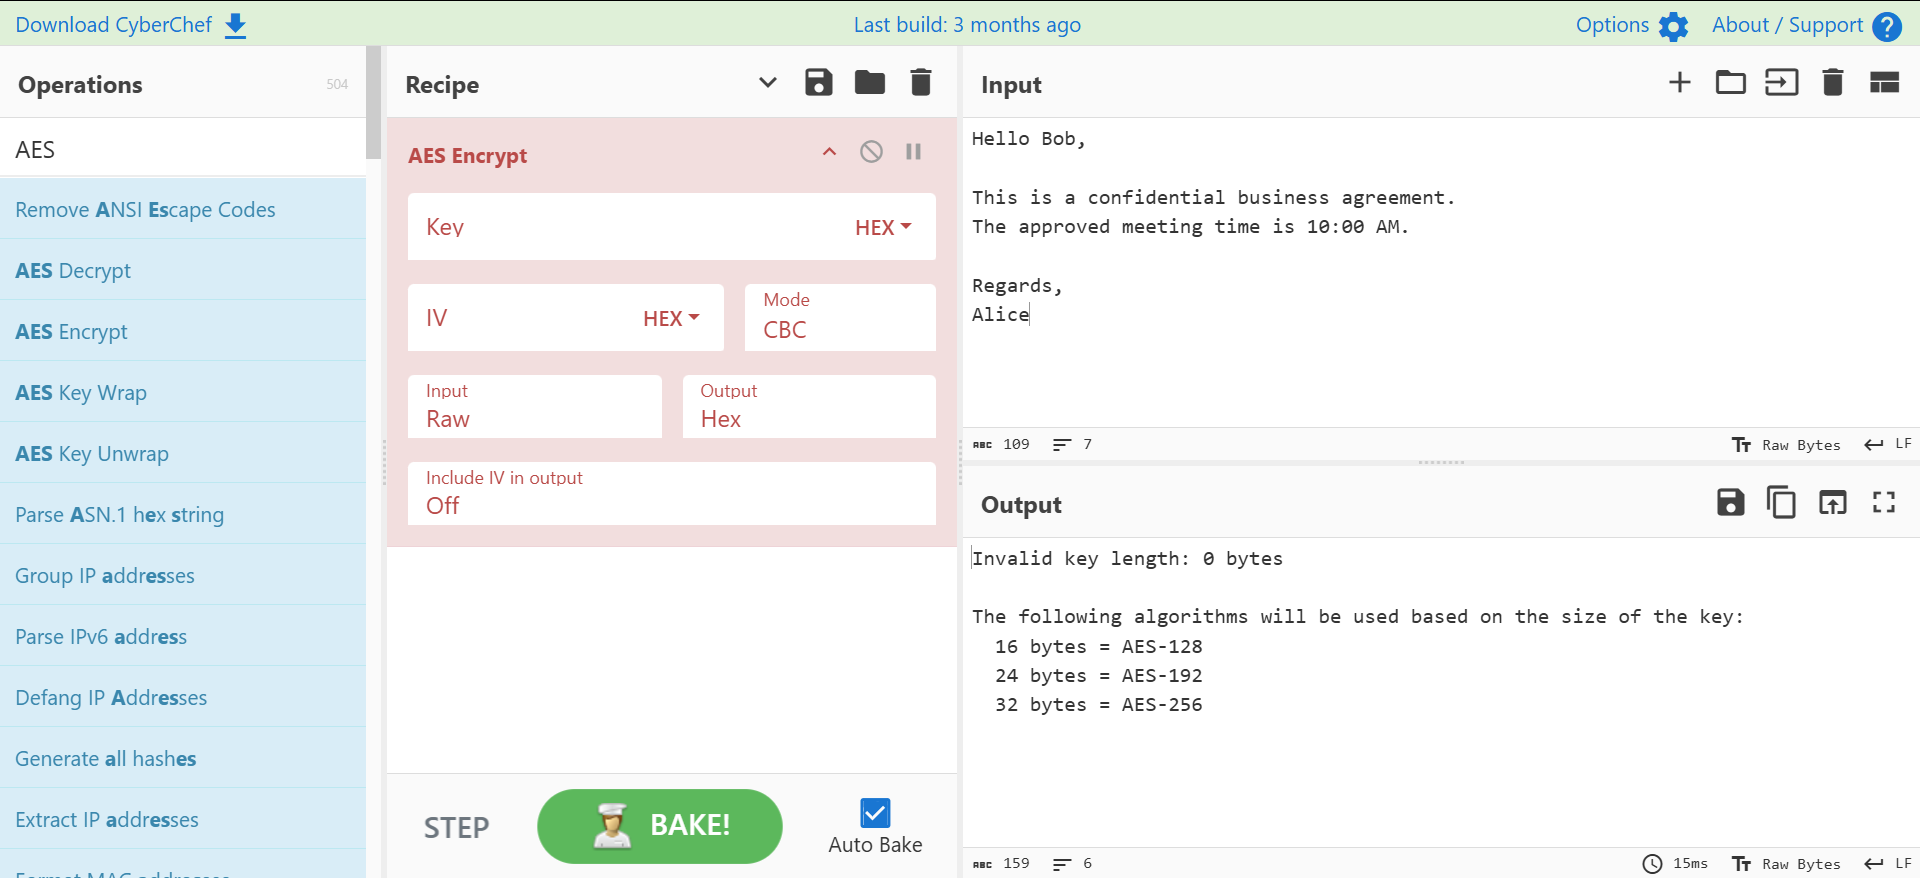 Download CyberChef
Last build: 3 months ago
Options
About / Support
Operations
504
AES
Remove ANSI Escape Codes
AES Decrypt
AES Encrypt
AES Key Wrap
AES Key Unwrap
Parse ASN.1 hex string
Group IP addresses
Parse IPv6 address
Defang IP Addresses
Generate all hashes
Extract IP addresses
Format MAC addresses
Recipe
AES Encrypt
Key
HEX
IV
HEX
Mode
CBC
Input
Raw
Output
Hex
Include IV in output
Off
STEP
BAKE!
Auto Bake
Input
Hello Bob,
This is a confidential business agreement.
The approved meeting time is 10:00 AM.
Regards,
Alice
ABC 109 7
Raw Bytes LF
Output
Invalid key length: 0 bytes
The following algorithms will be used based on the size of the key:
16 bytes = AES-128
24 bytes = AES-192
32 bytes = AES-256
ABC 159 6
15ms Raw Bytes LF